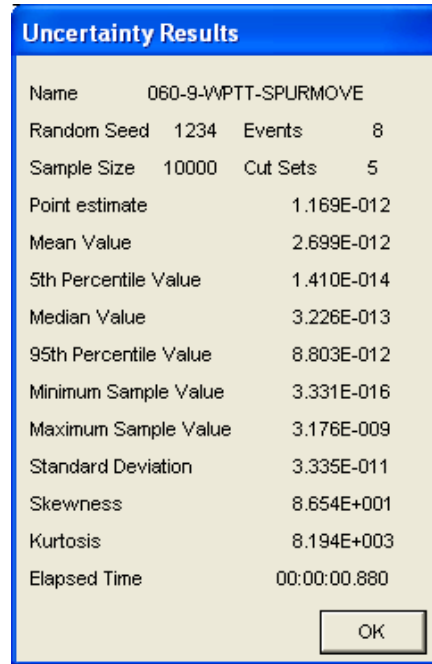 Uncertainty Results
Name 060-9-WPTT-SPURMOVE
Random Seed 1234 Events 8
Sample Size 10000 Cut Sets 5
Point estimate 1.169E-012
Mean Value 2.699E-012
5th Percentile Value 1.410E-014
Median Value 3.226E-013
95th Percentile Value 8.803E-012
Minimum Sample Value 3.331E-016
Maximum Sample Value 3.176E-009
Standard Deviation 3.335E-011
Skewness 8.654E+001
Kurtosis 8.194E+003
Elapsed Time 00:00:00.880
OK